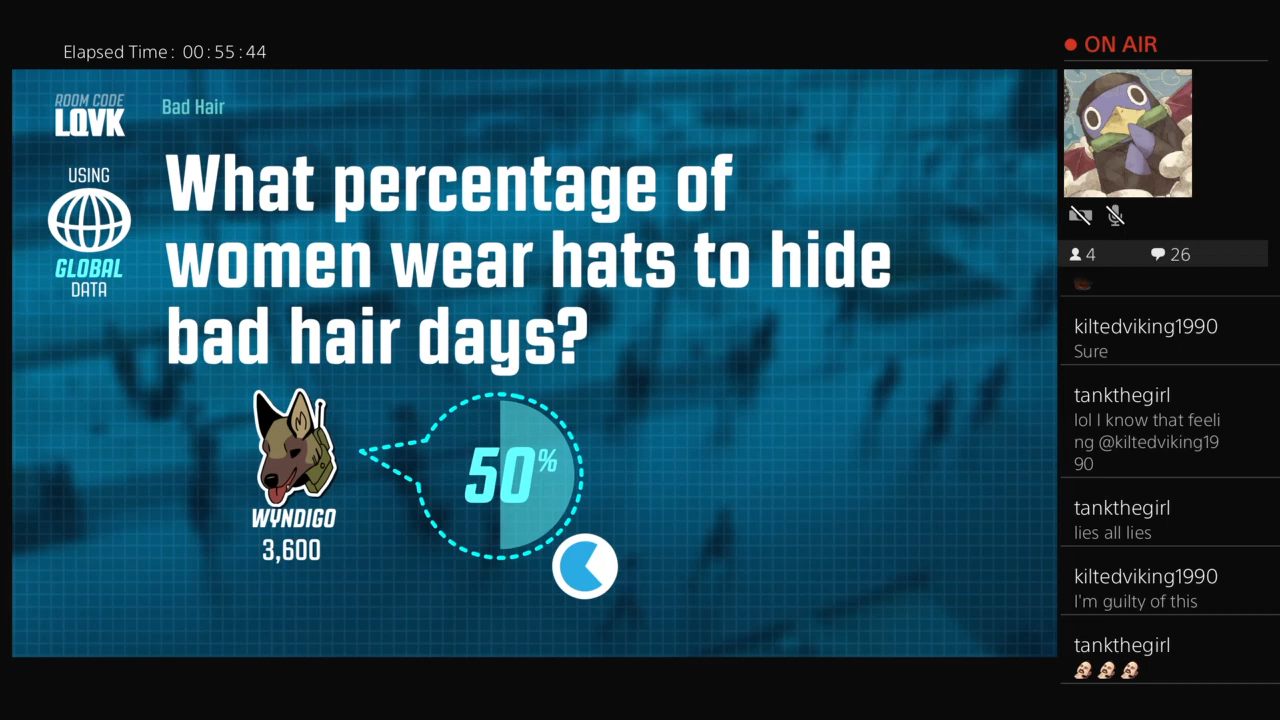 Elapsed Time: 00:55:44
ROOM CODE
LQVK
Bad Hair
USING
GLOBAL
DATA
What percentage of
women wear hats to hide
bad hair days?
50%
WYNDIGO
3,600
ON AIR
4
26
kiltedviking1990
Sure
tankthegirl
lol I know that feeli
ng @kiltedviking19
90
tankthegirl
lies all lies
kiltedviking1990
I'm guilty of this
tankthegirl